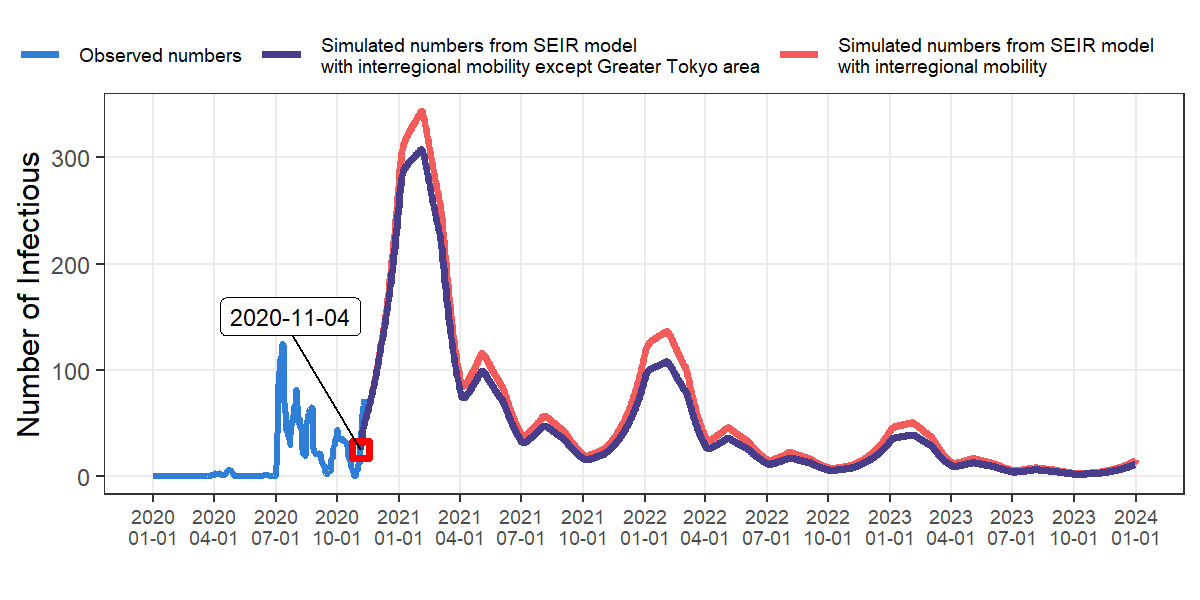 Observed numbers
Simulated numbers from SEIR model
with interregional mobility except Greater Tokyo area
Simulated numbers from SEIR model
with interregional mobility
Number of Infectious
300
200
100
0
2020-11-04
2020 2020 2020 2020 2021 2021 2021 2021 2022 2022 2022 2022 2023 2023 2023 2023 2024
01-01 04-01 07-01 10-01 01-01 04-01 07-01 10-01 01-01 04-01 07-01 10-01 01-01 04-01 07-01 10-01 01-01